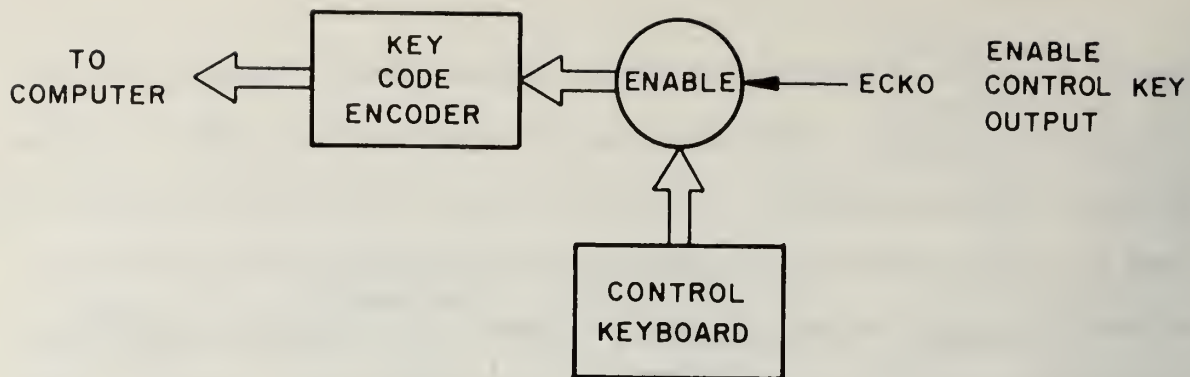 TO
COMPUTER
KEY
CODE
ENCODER
ENABLE
ECKO
ENABLE
CONTROL KEY
OUTPUT
CONTROL
KEYBOARD